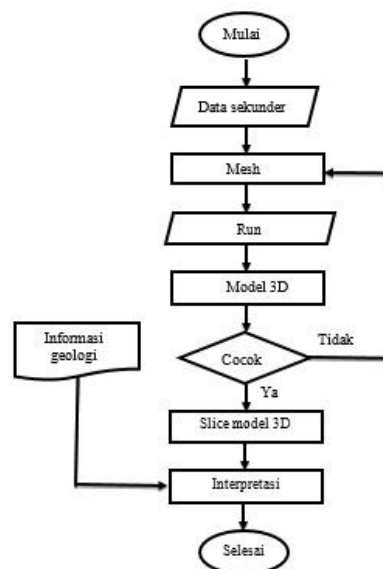 Mulai
Data sekunder
Mesh
Run
Model 3D
Informasi
geologi
Cocok
Tidak
Ya
Slice model 3D
Interpretasi
Selesai